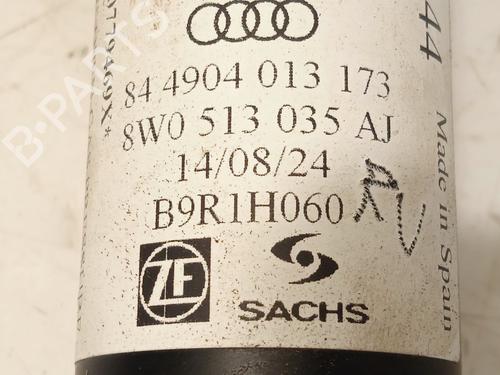 84 4904 013 173
8W0 513 035 AJ
14/08/24
B9R1H060
RV
ZF
SACHS
44
Made in Spain
B-PARTS